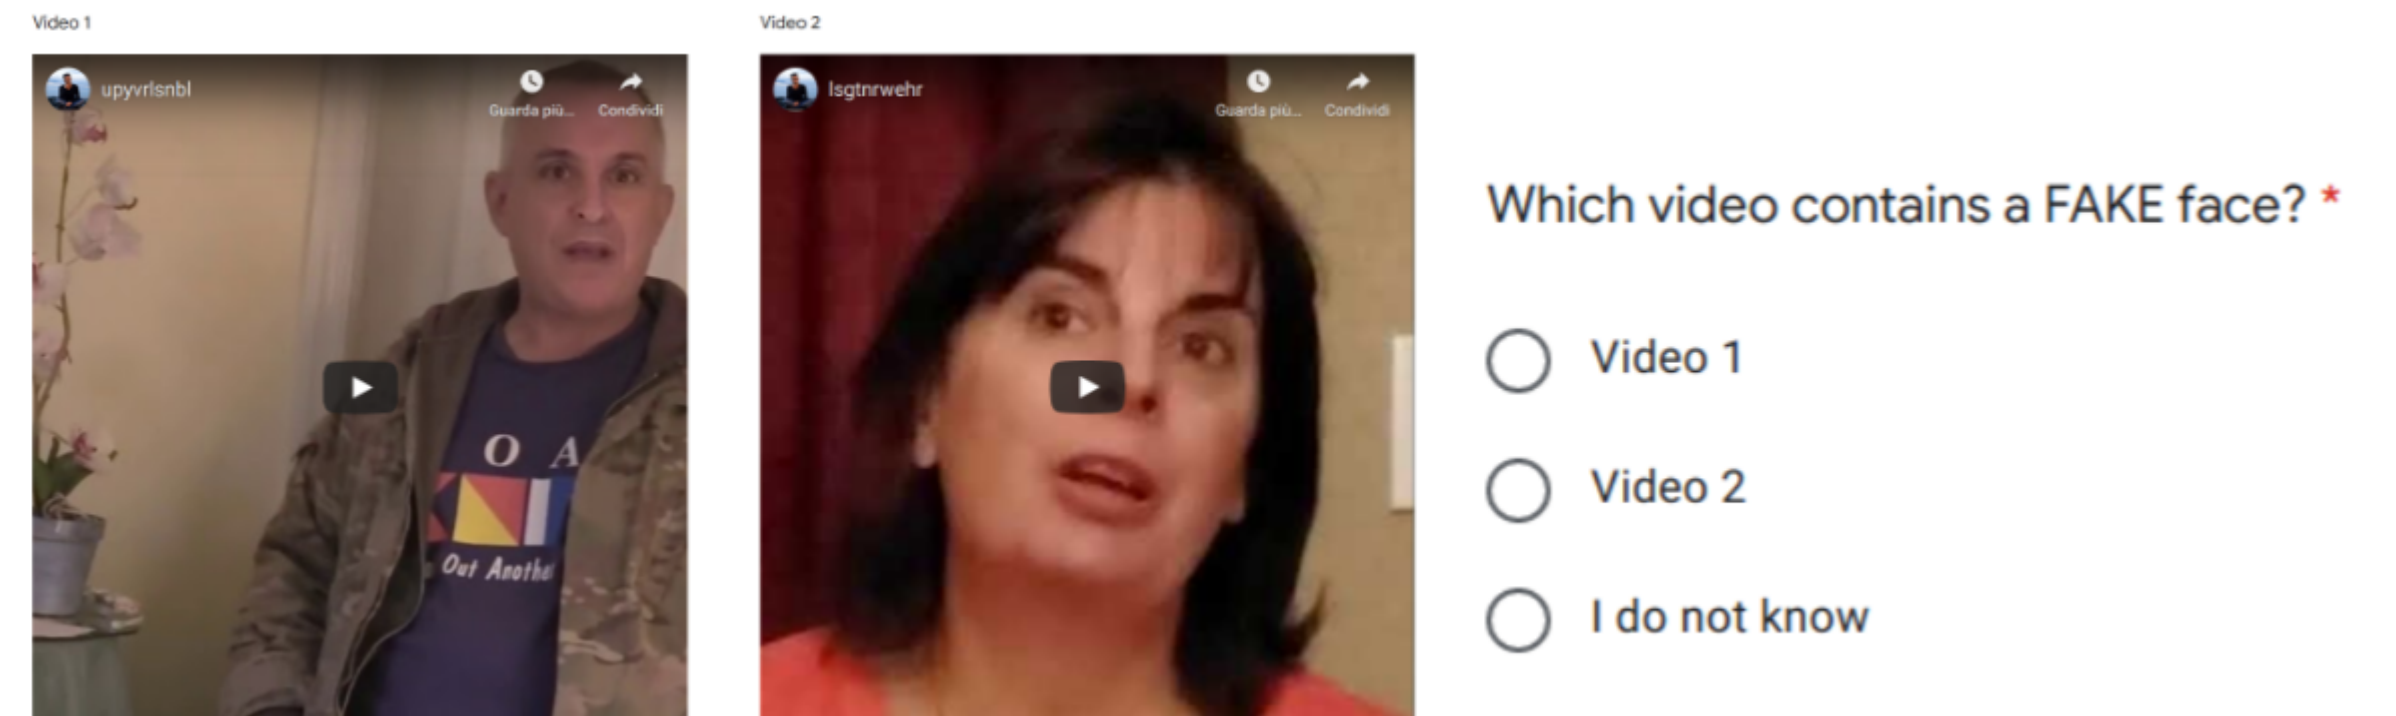 Video 1
upyvrlsnbl
Guarda più...
Condividi
O A
Out Anothe
Video 2
lsgtnrwehr
Guarda più...
Condividi
Which video contains a FAKE face? *
Video 1
Video 2
I do not know